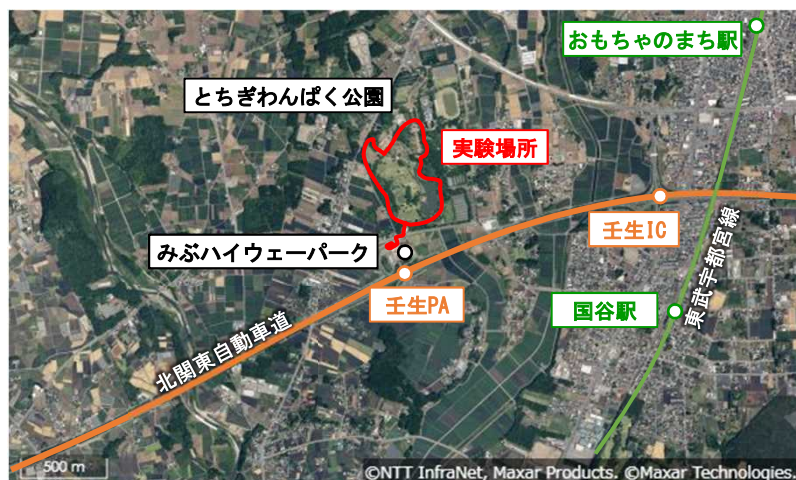 おもちゃのまち駅
とちぎわんぱく公園
実験場所
壬生IC
みぶハイウェーパーク
壬生PA
国谷駅
東武宇都宮線
北関東自動車道
500 m
©NTT InfraNet, Maxar Products. ©Maxar Technologies.